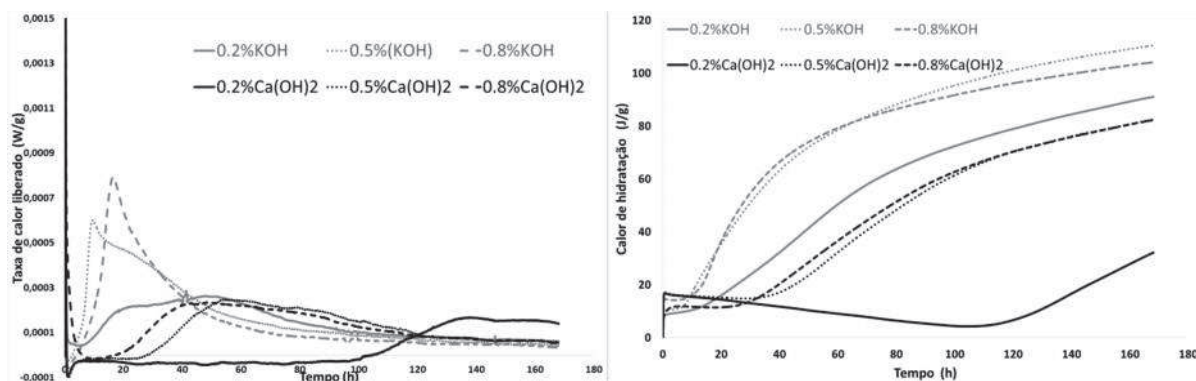 0,0015
0,0013
0,0011
0,0009
0,0007
0,0005
0,0003
0,0001
-0.0001
Taxa de calor liberado (W/g)
0.2%KOH 0.5%(KOH) 0.8%KOH
0.2%Ca(OH)2 0.5%Ca(OH)2 0.8%Ca(OH)2
0 20 40 60 80 100 120 140 160 180
Tempo (h)
120
100
80
60
40
20
0
Calor de hidratação (J/g)
0.2%KOH 0.5%KOH 0.8%KOH
0.2%Ca(OH)2 0.5%Ca(OH)2 0.8%Ca(OH)2
0 20 40 60 80 100 120 140 160 180
Tempo (h)